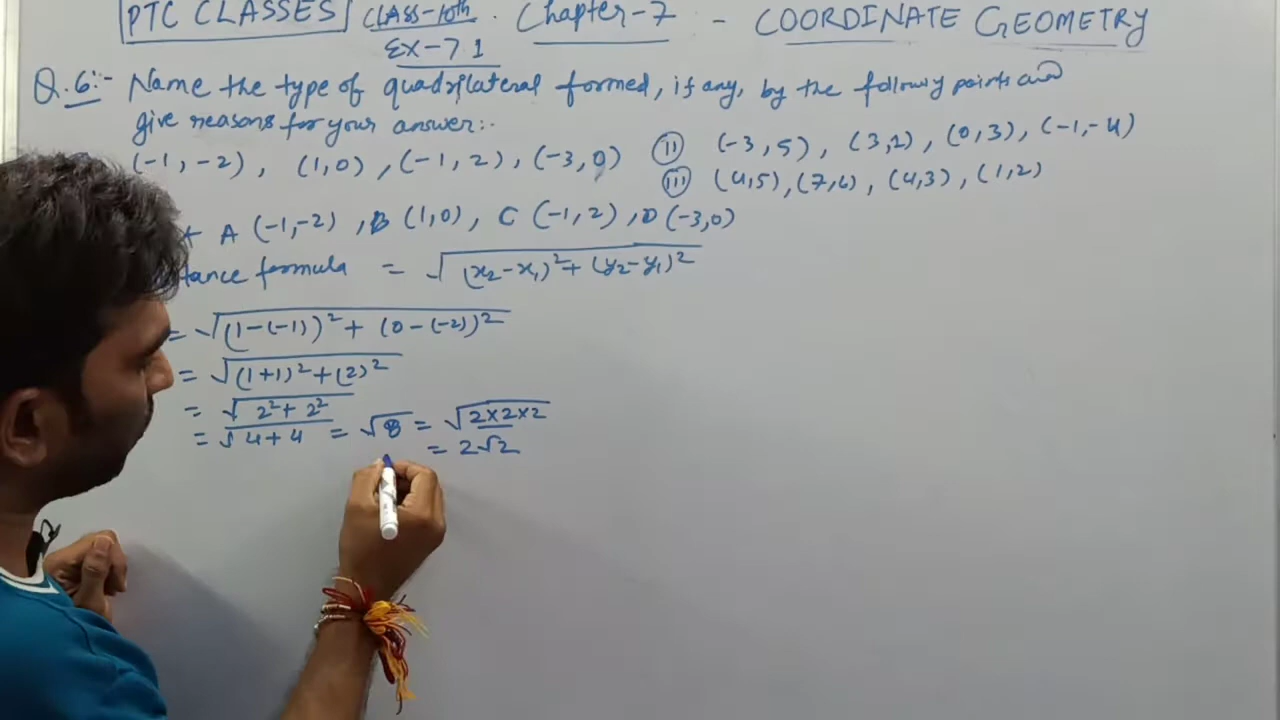 PTC CLASSES CLASS-10th . Chapter-7 - COORDINATE GEOMETRY
Ex-7.1
Q.6:- Name the type of quadrilateral formed, if any, by the following points and
give reasons for your answer:-
(-1,-2), (1,0), (-1,2), (-3,0) (ii) (-3,5), (3,1), (0,3), (-1,-4)
(iii) (4,5), (7,6), (4,3), (1,2)
A (-1,-2), B (1,0), C (-1,2), D (-3,0)
formula = √((x₂-x₁)²+(y₂-y₁)²)
= √((1-(-1))²+(0-(-2))²)
= √((1+1)²+(2)²)
= √(2²+2²)
= √(4+4) = √8 = √(2×2×2)
= 2√2